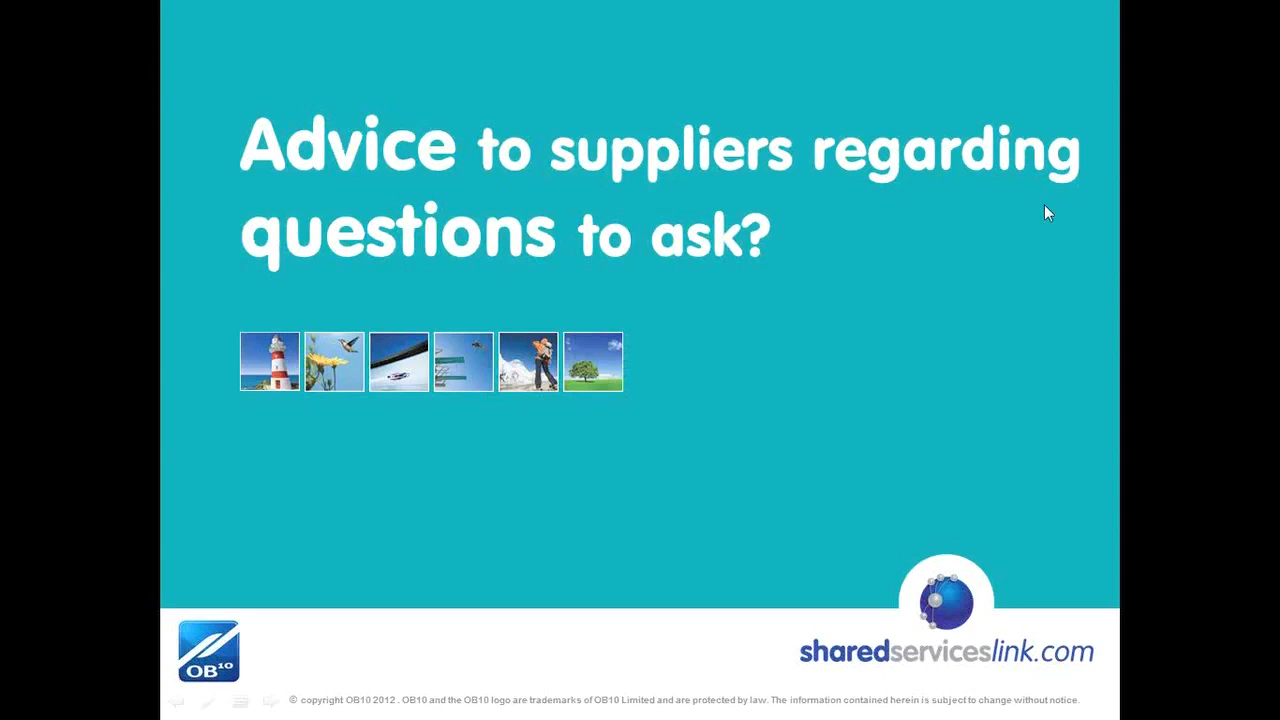 Advice to suppliers regarding
questions to ask?
OB10
sharedserviceslink.com
© copyright OB10 2012 . OB10 and the OB10 logo are trademarks of OB10 Limited and are protected by law. The information contained herein is subject to change without notice.